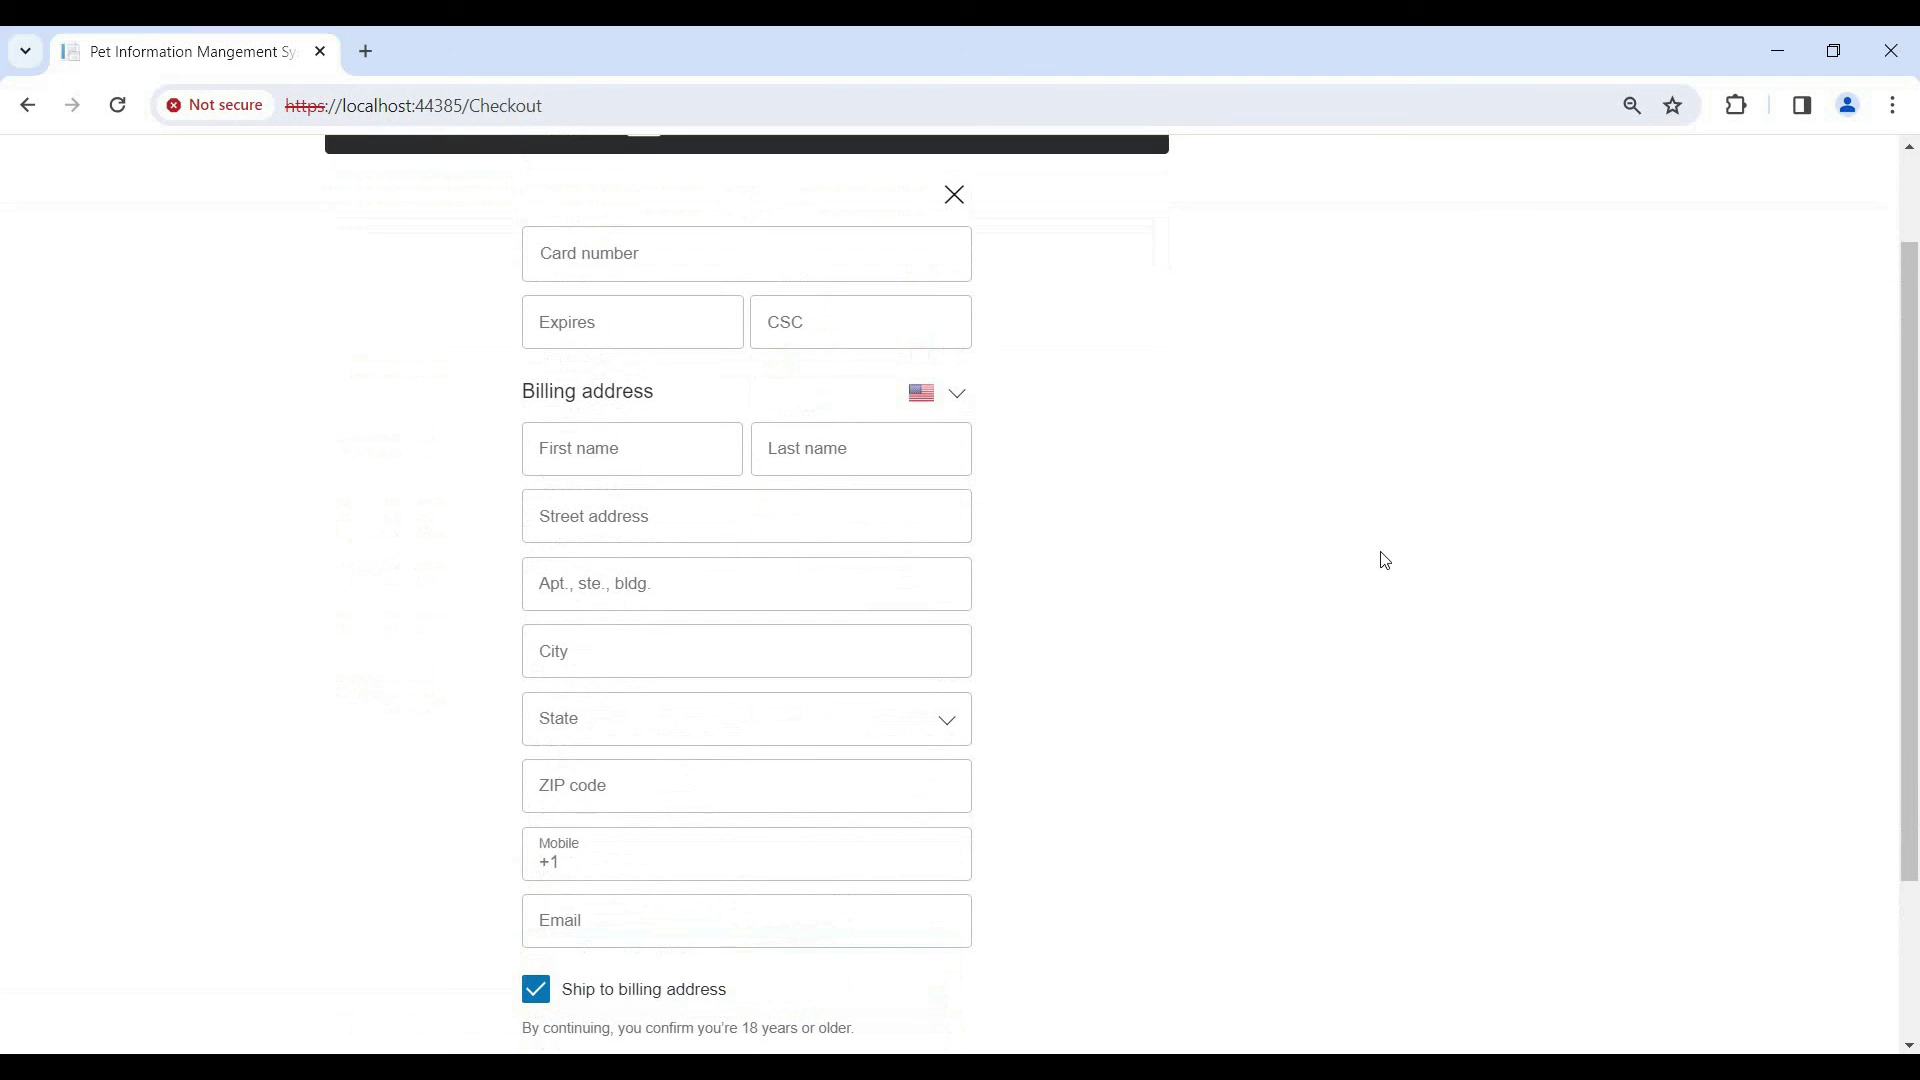 Pet Information Mangement Sy
Not secure https://localhost:44385/Checkout
Card number
Expires CSC
Billing address
First name Last name
Street address
Apt., ste., bldg.
City
State
ZIP code
Mobile
+1
Email
Ship to billing address
By continuing, you confirm you're 18 years or older.